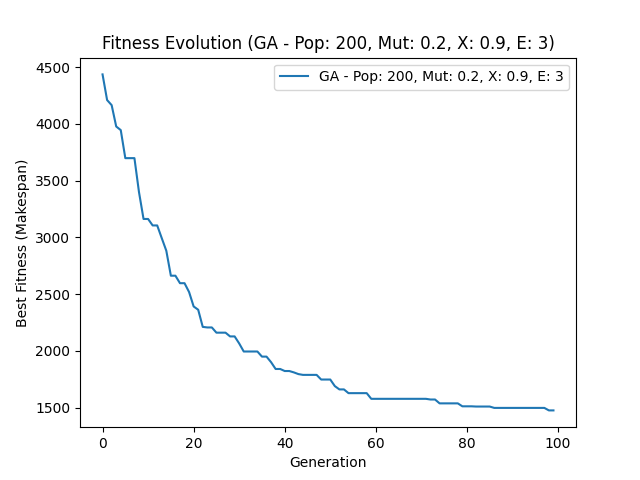 Fitness Evolution (GA - Pop: 200, Mut: 0.2, X: 0.9, E: 3)
GA - Pop: 200, Mut: 0.2, X: 0.9, E: 3
Best Fitness (Makespan)
4500
4000
3500
3000
2500
2000
1500
0 20 40 60 80 100
Generation